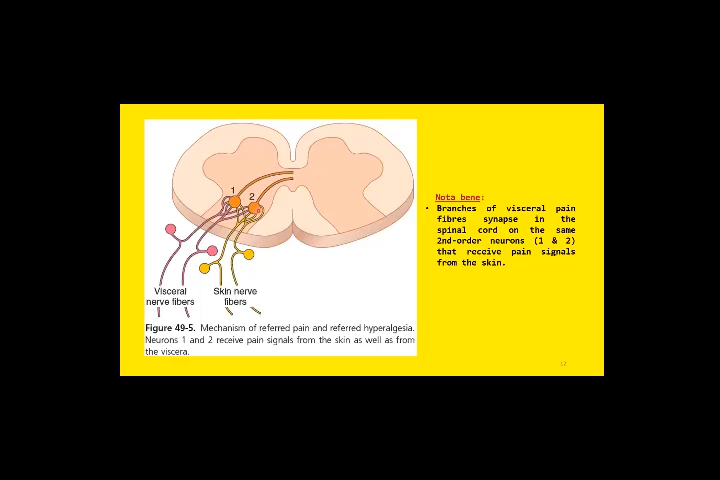 1
2
Visceral
nerve fibers
Skin nerve
fibers
Figure 49-5. Mechanism of referred pain and referred hyperalgesia.
Neurons 1 and 2 receive pain signals from the skin as well as from
the viscera.
Nota bene:
• Branches of visceral pain
fibres synapse in the
spinal cord on the same
2nd-order neurons (1 & 2)
that receive pain signals
from the skin.